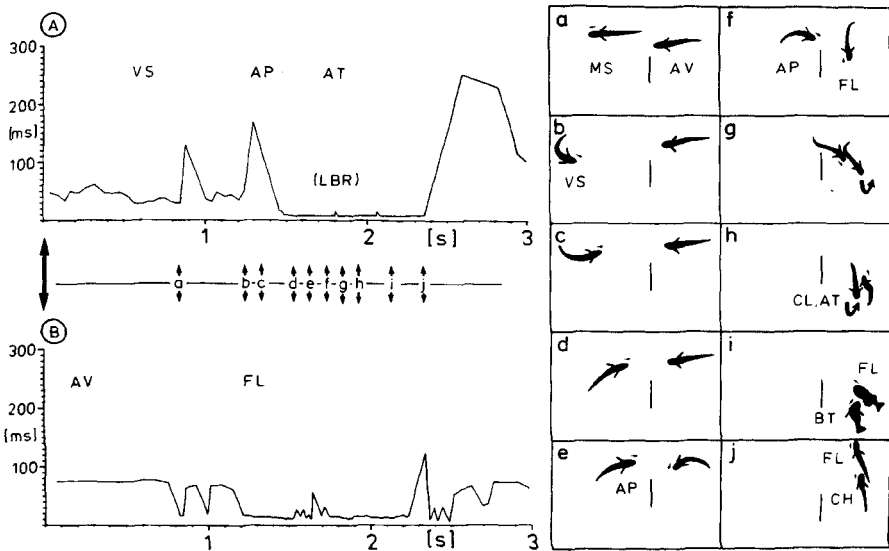 A
300
VS AP AT
200
[ms]
100
(LBR)
1 2 [s] 3
a b c d e f g h i j
B
300
AV FL
200
[ms]
100
1 2 [s] 3
a
MS AV
b
VS
c
d
e
AP
f
AP FL
g
h
CL,AT
i
FL
BT
j
FL
CH